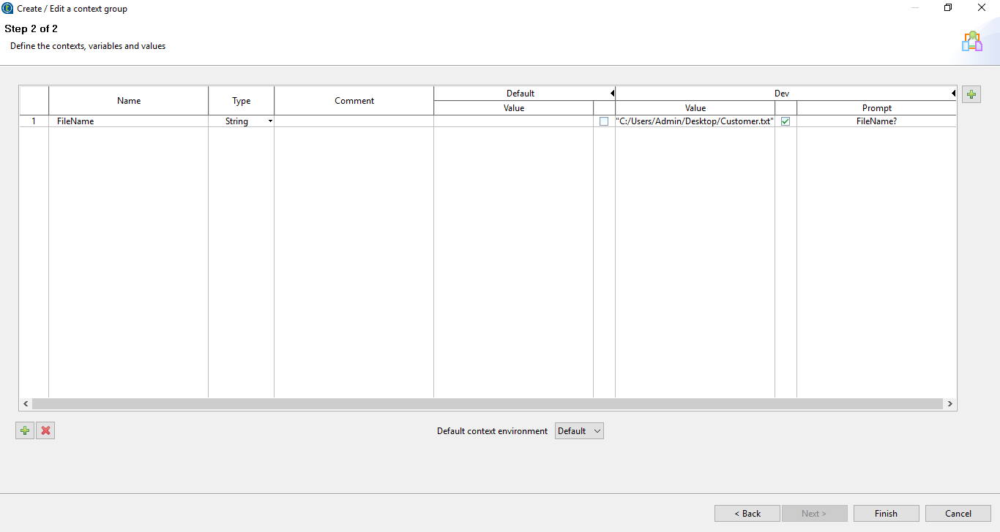 Create / Edit a context group
Step 2 of 2
Define the contexts, variables and values
Name Type Comment Default Dev
Value Value Prompt
1 FileName String "C:/Users/Admin/Desktop/Customer.txt" FileName?
Default context environment Default
< Back Next > Finish Cancel